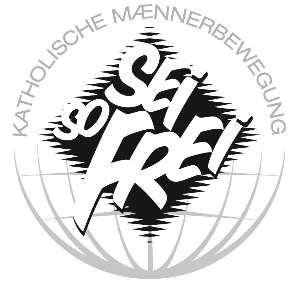 KATHOLISCHE MÆNNERBEWEGUNG
SEI
SO
FREI